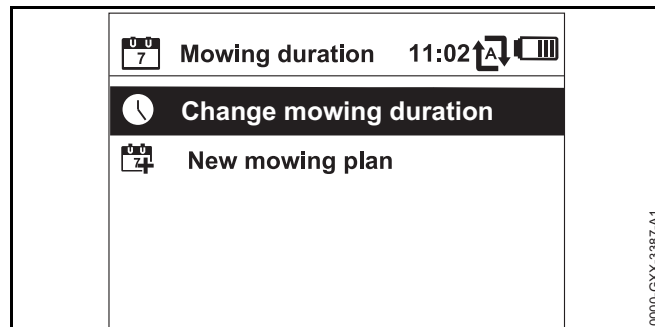 7 Mowing duration 11:02 A
Change mowing duration
7 New mowing plan
0000-GXX-3387-A1